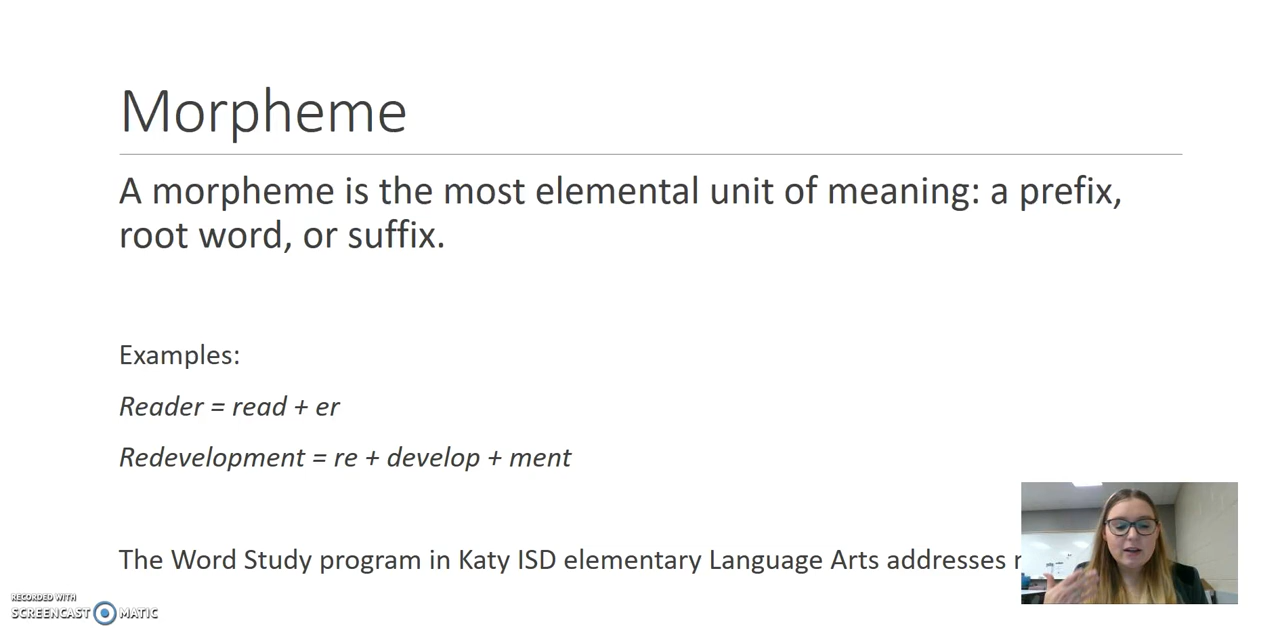 Morpheme
A morpheme is the most elemental unit of meaning: a prefix,
root word, or suffix.
Examples:
Reader = read + er
Redevelopment = re + develop + ment
The Word Study program in Katy ISD elementary Language Arts addresses
RECORDED WITH
SCREENCAST MATIC